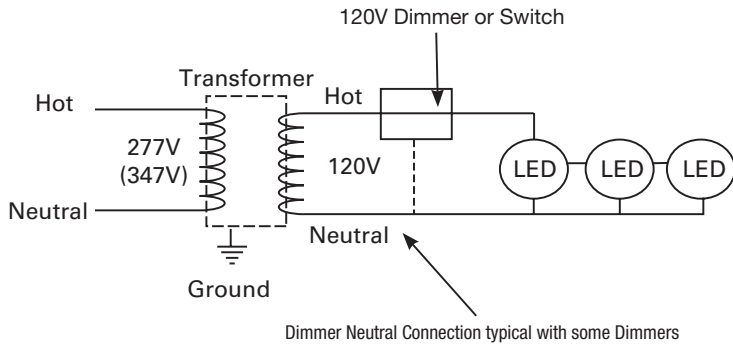 120V Dimmer or Switch
Transformer
Hot
Hot
277V
(347V)
120V
LED
LED
LED
Neutral
Neutral
Ground
Dimmer Neutral Connection typical with some Dimmers